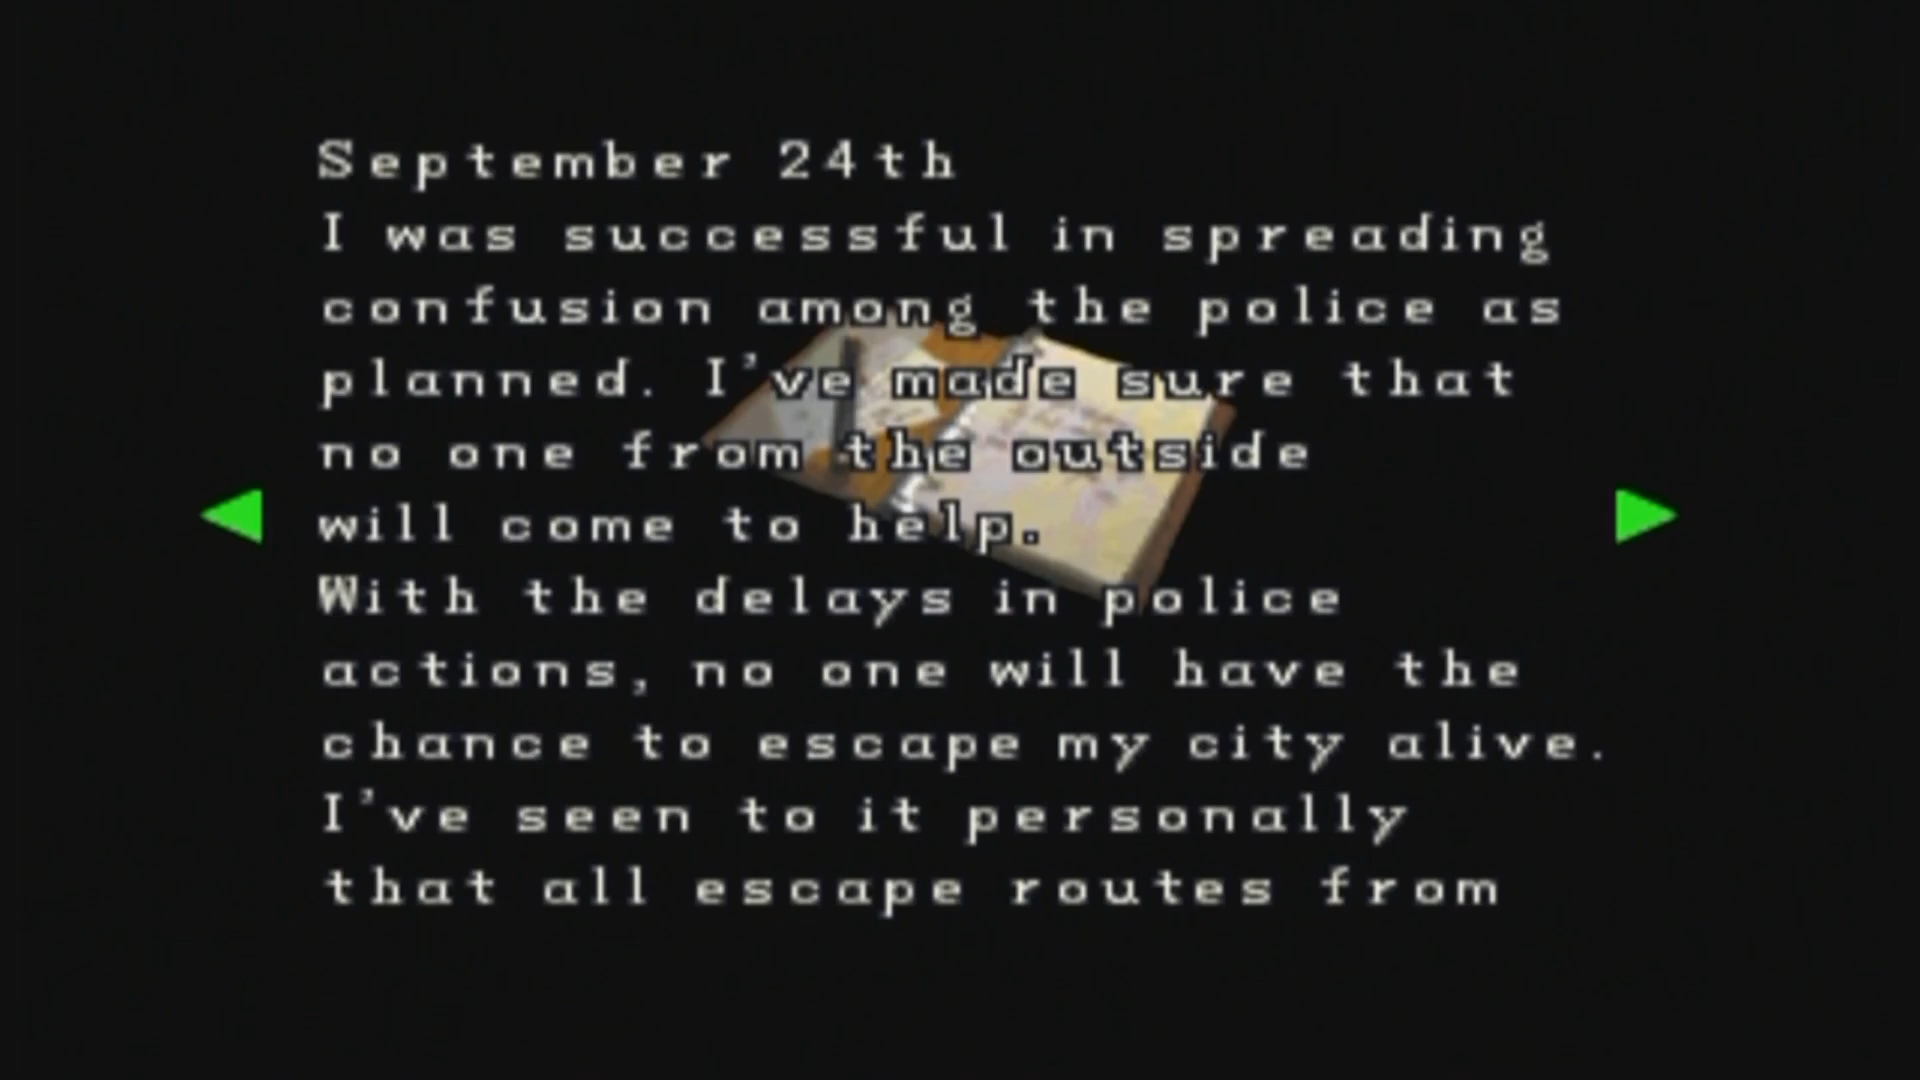 September 24th
I was successful in spreading
confusion among the police as
planned. I've made sure that
no one from the outside
will come to help.
With the delays in police
actions, no one will have the
chance to escape my city alive.
I've seen to it personally
that all escape routes from